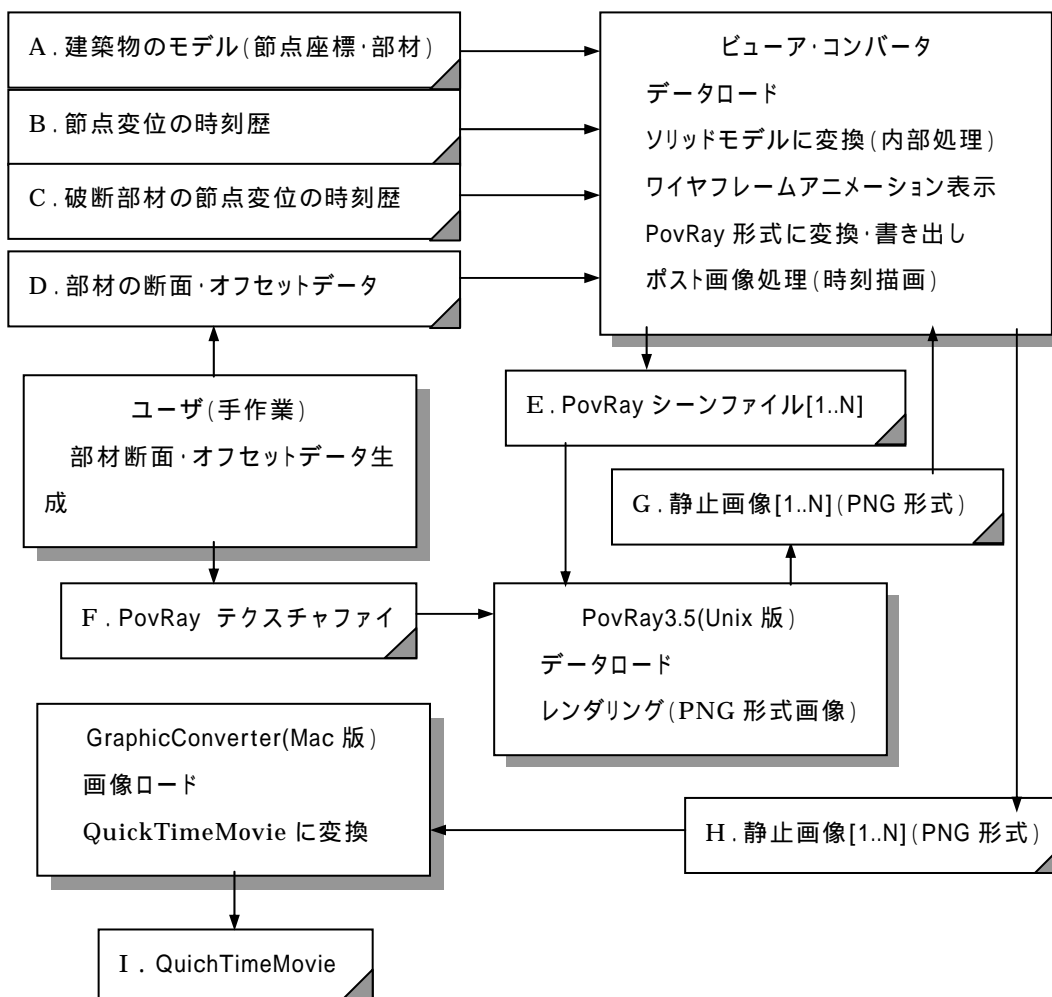 A.建築物のモデル(節点座標・部材)
B.節点変位の時刻歴
C.破断部材の節点変位の時刻歴
D.部材の断面・オフセットデータ
ビューア・コンバータ
データロード
ソリッドモデルに変換(内部処理)
ワイヤフレームアニメーション表示
PovRay 形式に変換・書き出し
ポスト画像処理(時刻描画)
ユーザ(手作業)
部材断面・オフセットデータ生
成
E.PovRay シーンファイル[1..N]
G.静止画像[1..N](PNG 形式)
F.PovRay テクスチャファイ
PovRay3.5(Unix 版)
データロード
レンダリング(PNG 形式画像)
GraphicConverter(Mac 版)
画像ロード
QuickTimeMovie に変換
H.静止画像[1..N](PNG 形式)
I.QuichTimeMovie